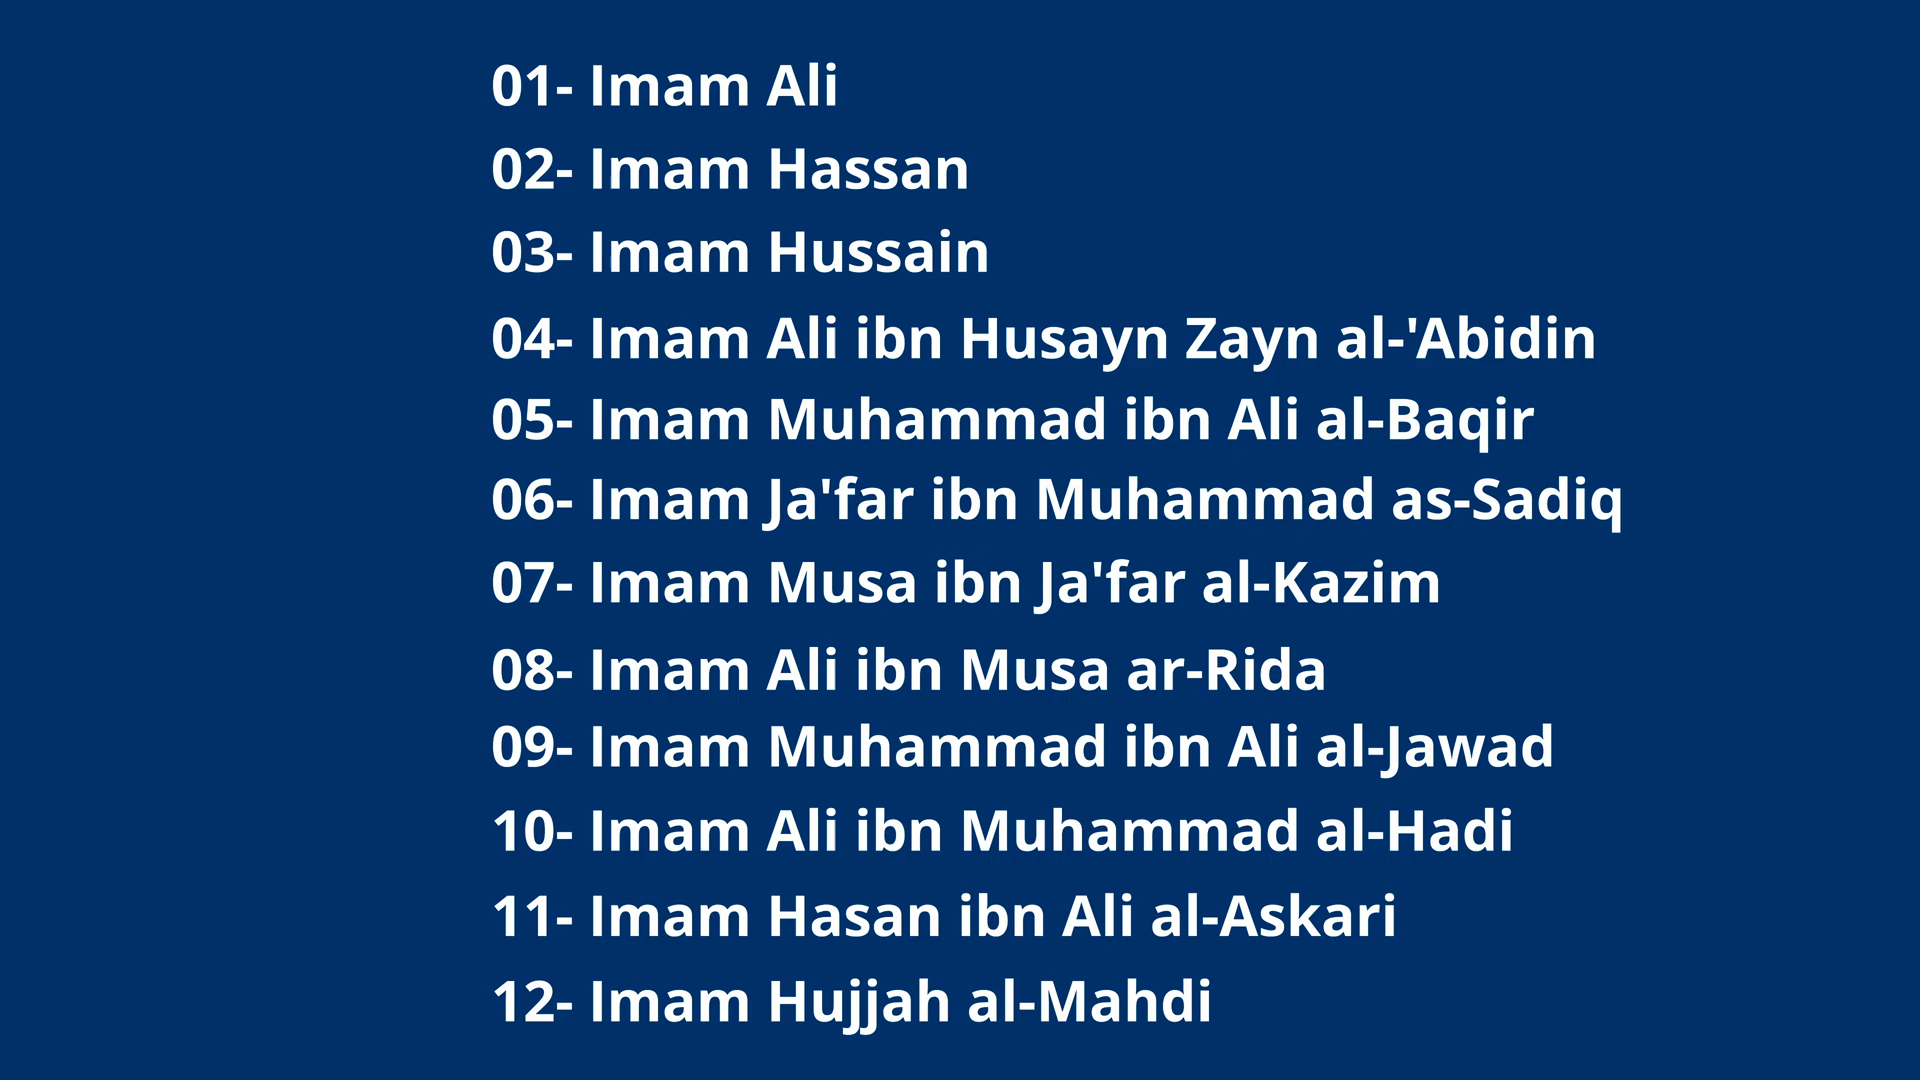 01- Imam Ali
02- Imam Hassan
03- Imam Hussain
04- Imam Ali ibn Husayn Zayn al-'Abidin
05- Imam Muhammad ibn Ali al-Baqir
06- Imam Ja'far ibn Muhammad as-Sadiq
07- Imam Musa ibn Ja'far al-Kazim
08- Imam Ali ibn Musa ar-Rida
09- Imam Muhammad ibn Ali al-Jawad
10- Imam Ali ibn Muhammad al-Hadi
11- Imam Hasan ibn Ali al-Askari
12- Imam Hujjah al-Mahdi